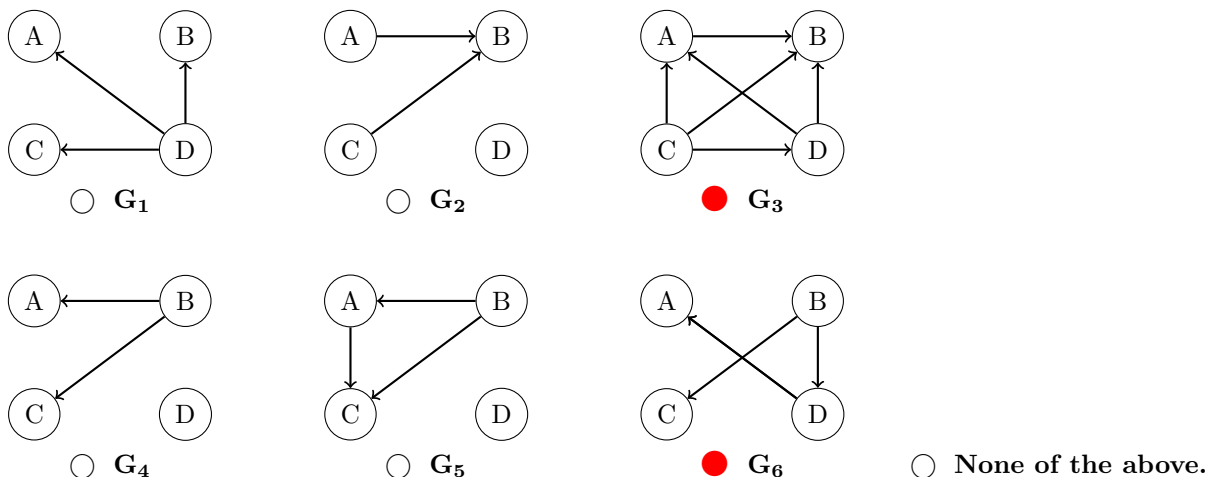 A B A B A B
C D C D C D
G₁ G₂ G₃
A B A B A B
C D C D C D
G₄ G₅ G₆ None of the above.